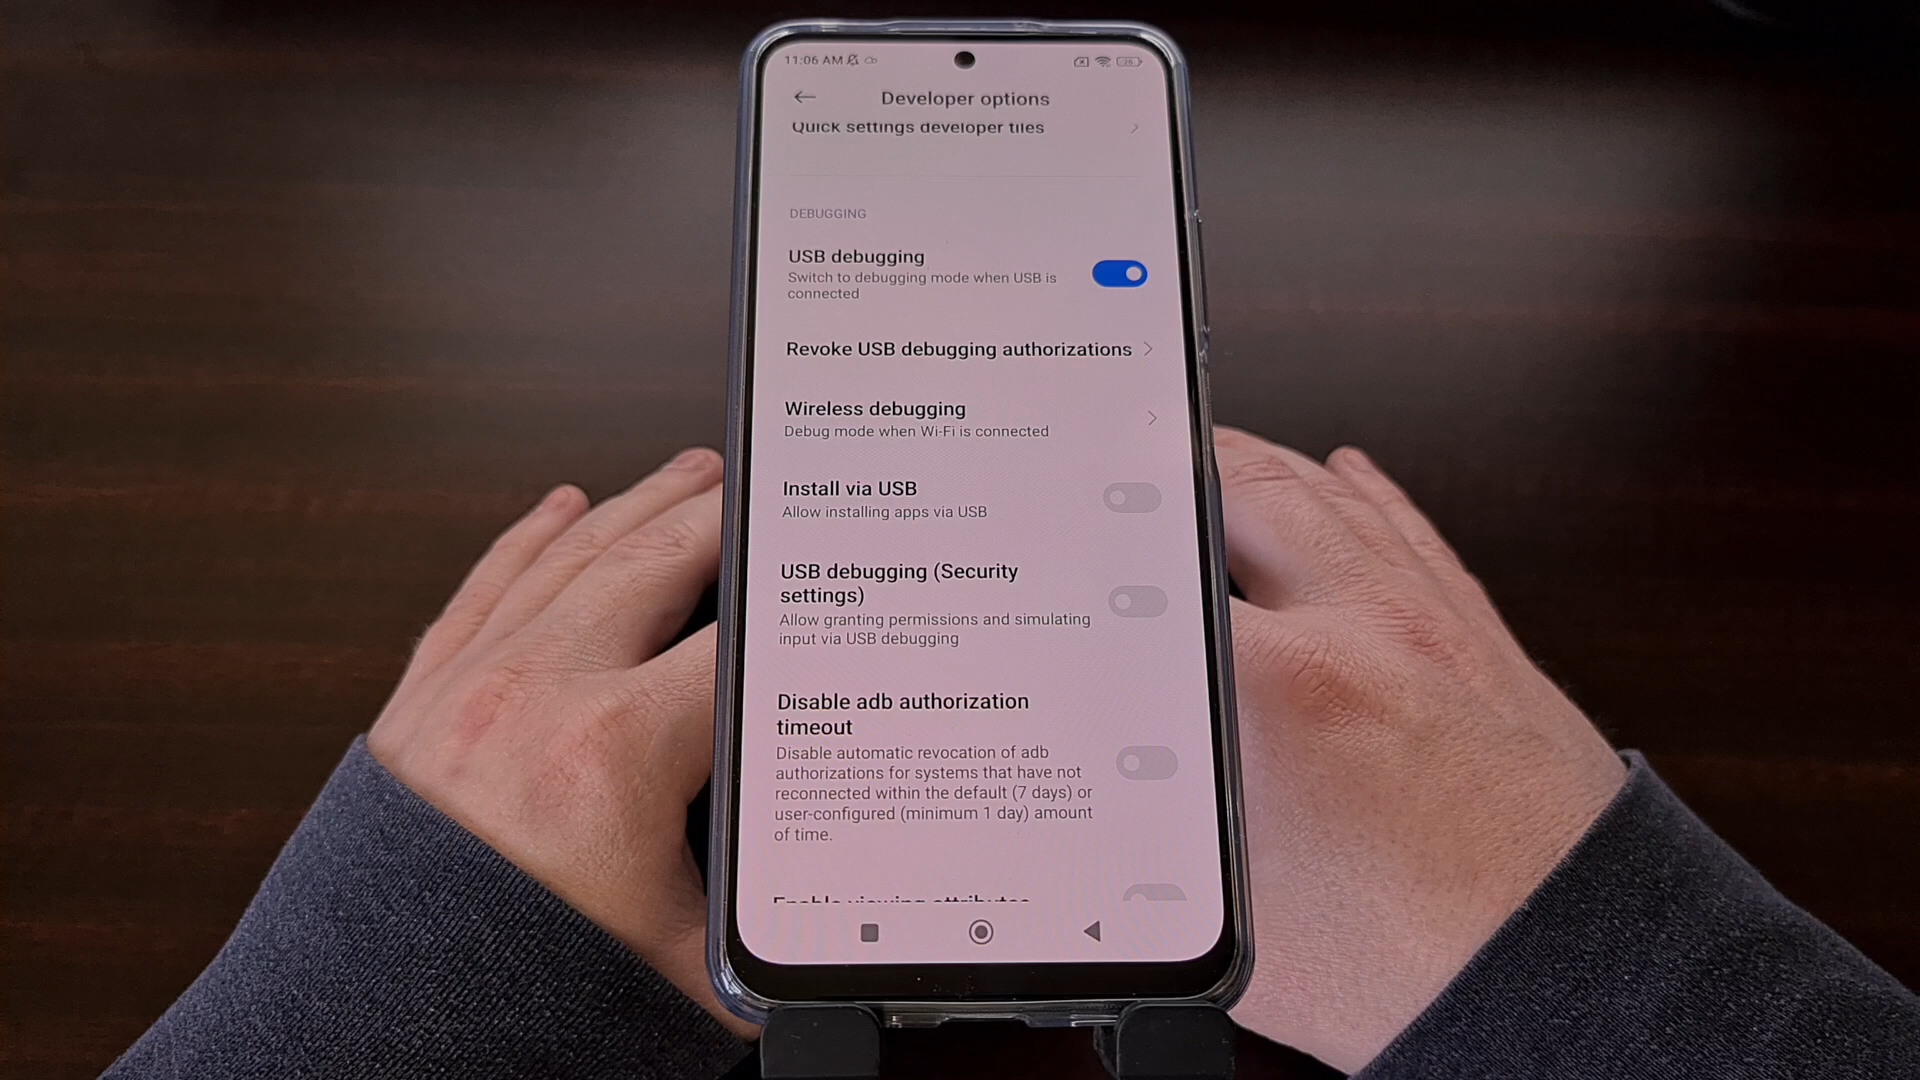 11:06 AM
Developer options
Quick settings developer tiles
DEBUGGING
USB debugging
Switch to debugging mode when USB is
connected
Revoke USB debugging authorizations
Wireless debugging
Debug mode when Wi-Fi is connected
Install via USB
Allow installing apps via USB
USB debugging (Security
settings)
Allow granting permissions and simulating
input via USB debugging
Disable adb authorization
timeout
Disable automatic revocation of adb
authorizations for systems that have not
reconnected within the default (7 days) or
user-configured (minimum 1 day) amount
of time.
Enable viewing attributes